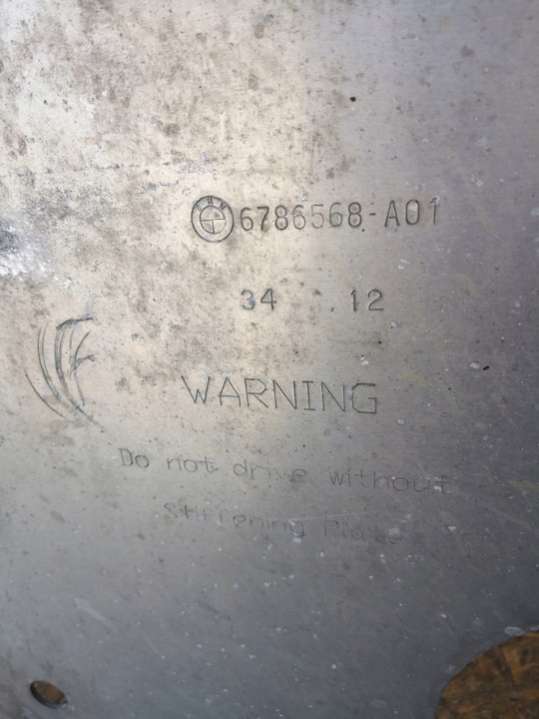 6786568-A01
34 .12
WARNING
Do not drive without
Stiffening Plate